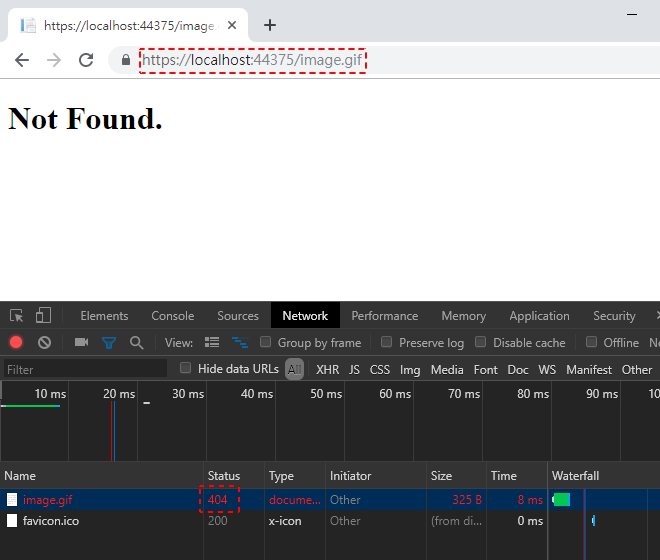 https://localhost:44375/image.
https://localhost:44375/image.gif
Not Found.
Elements Console Sources Network Performance Memory Application Security
View: Group by frame Preserve log Disable cache Offline No
Filter Hide data URLs All XHR JS CSS Img Media Font Doc WS Manifest Other
10 ms 20 ms 30 ms 40 ms 50 ms 60 ms 70 ms 80 ms 90 ms 10
Name Status Type Initiator Size Time Waterfall
image.gif 404 docume... Other 325 B 8 ms
favicon.ico 200 x-icon Other (from di... 0 ms